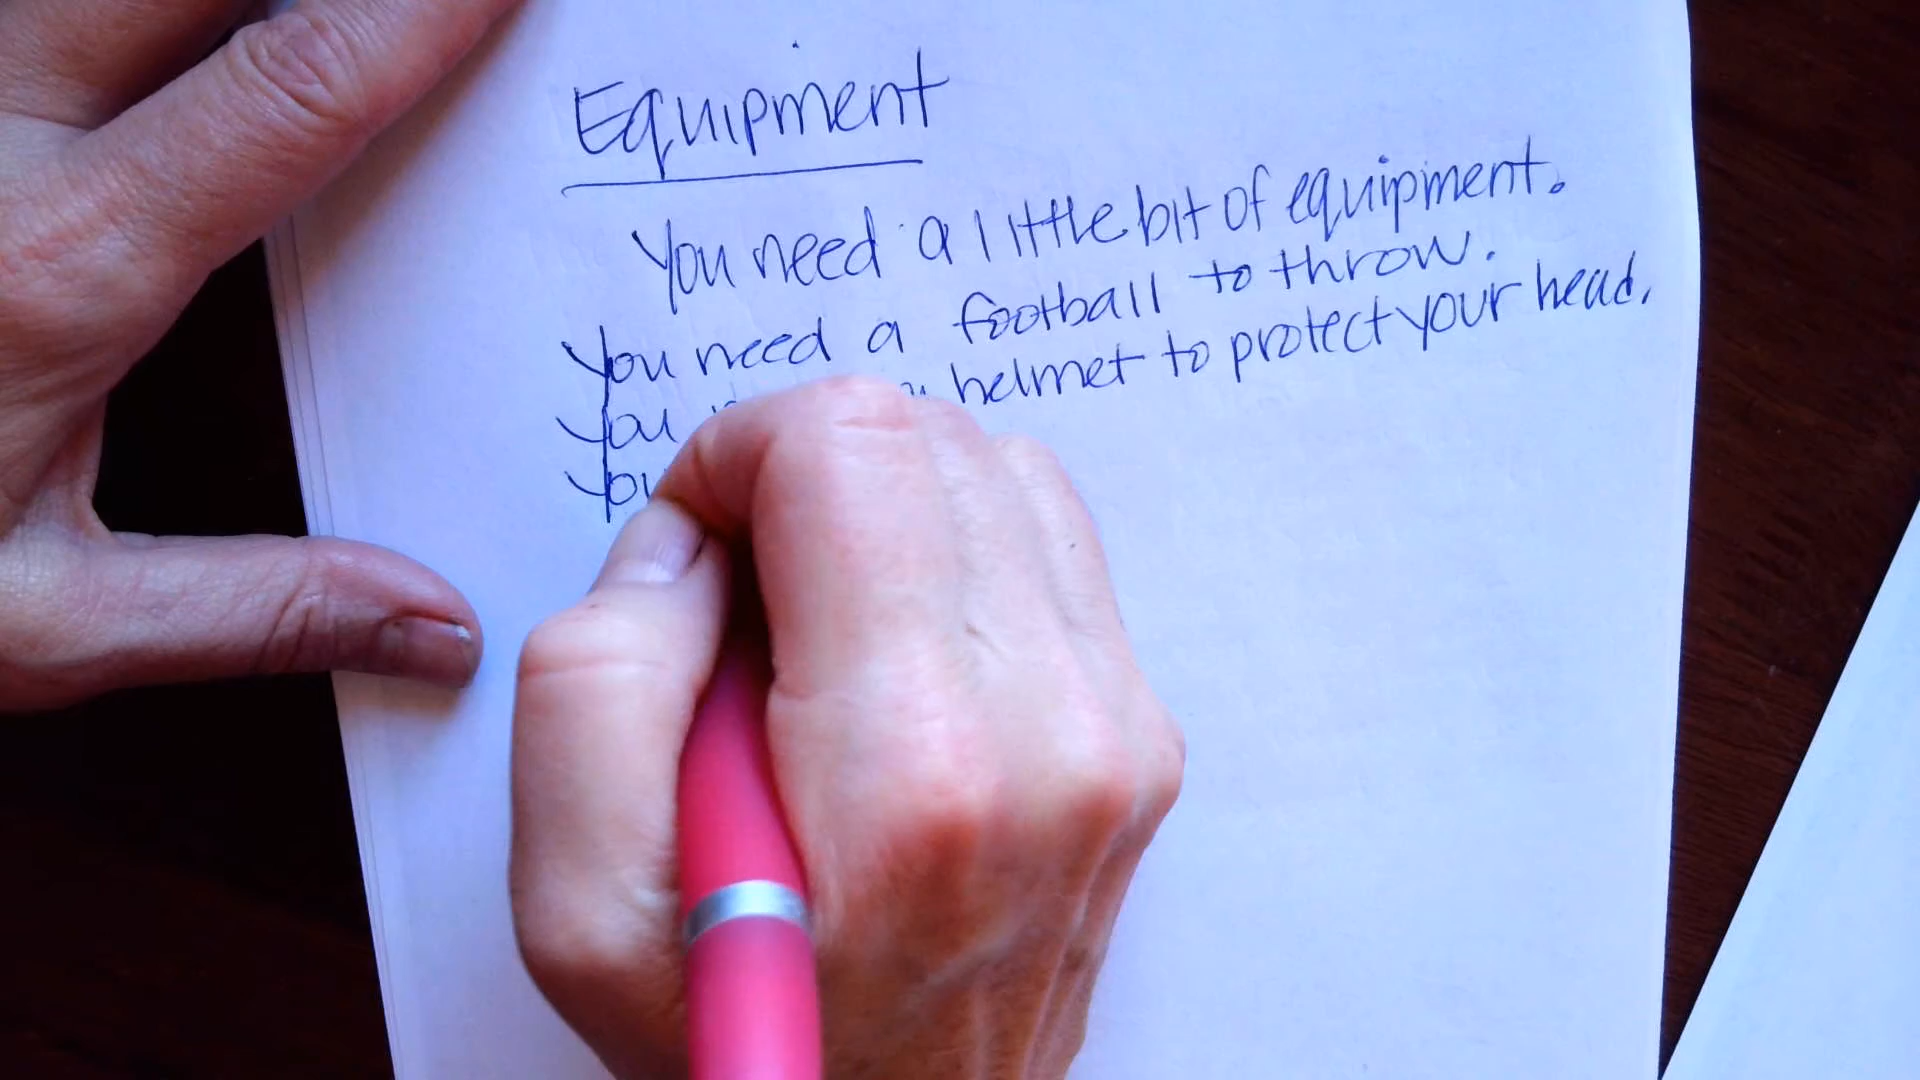 Equipment
You need a little bit of equipment.
You need a football to throw.
You helmet to protect your head.
You